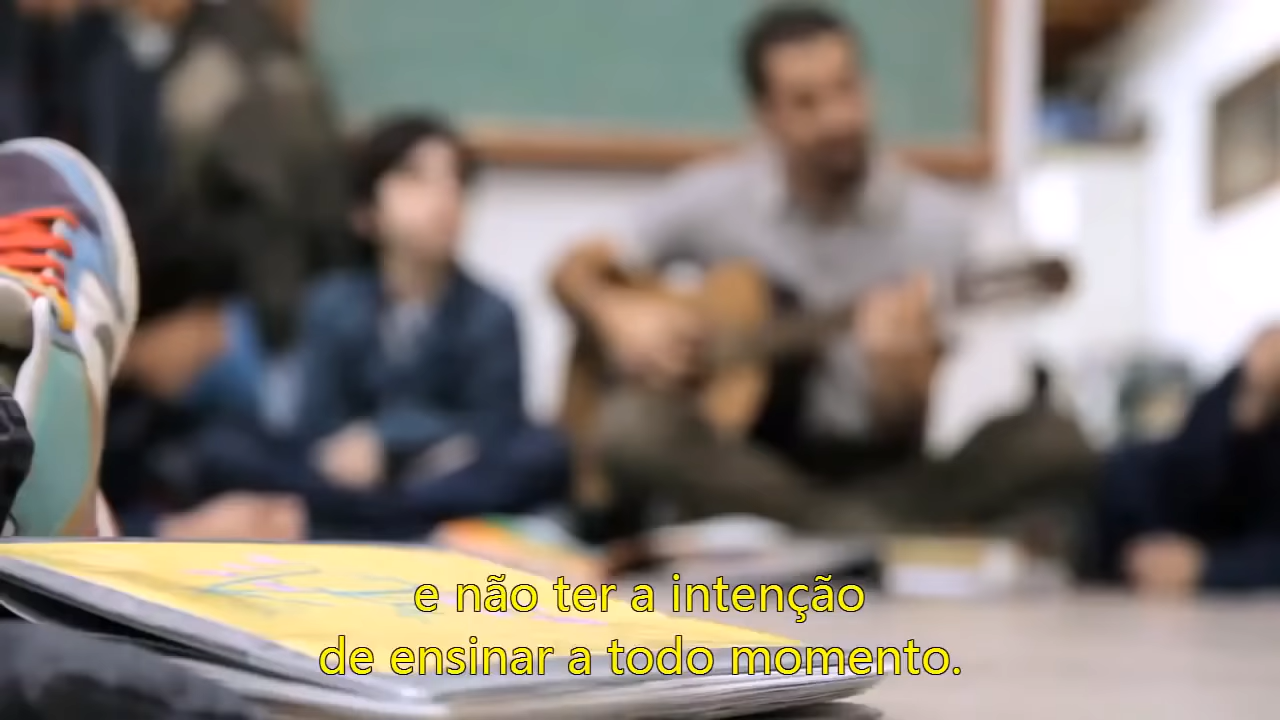 e não ter a intenção
de ensinar a todo momento.